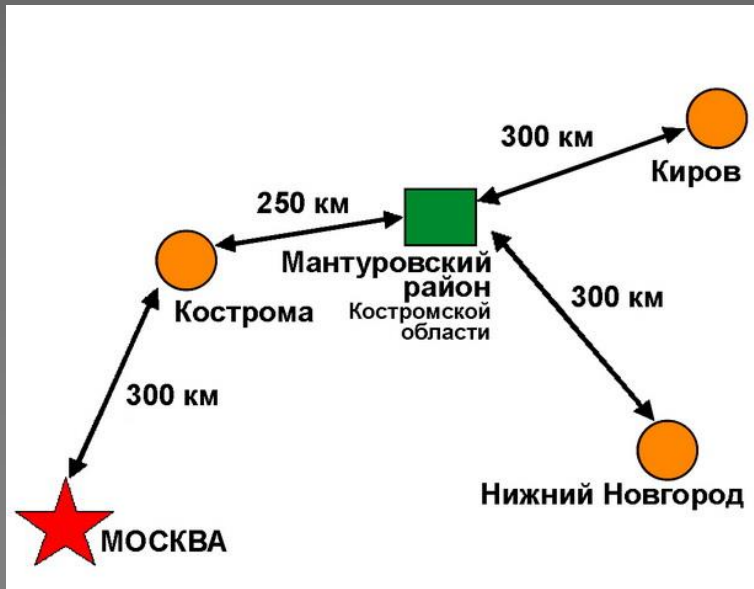 300 км
Киров
250 км
Мантуровский
район
Костромской
области
Кострома
300 км
300 км
Нижний Новгород
МОСКВА